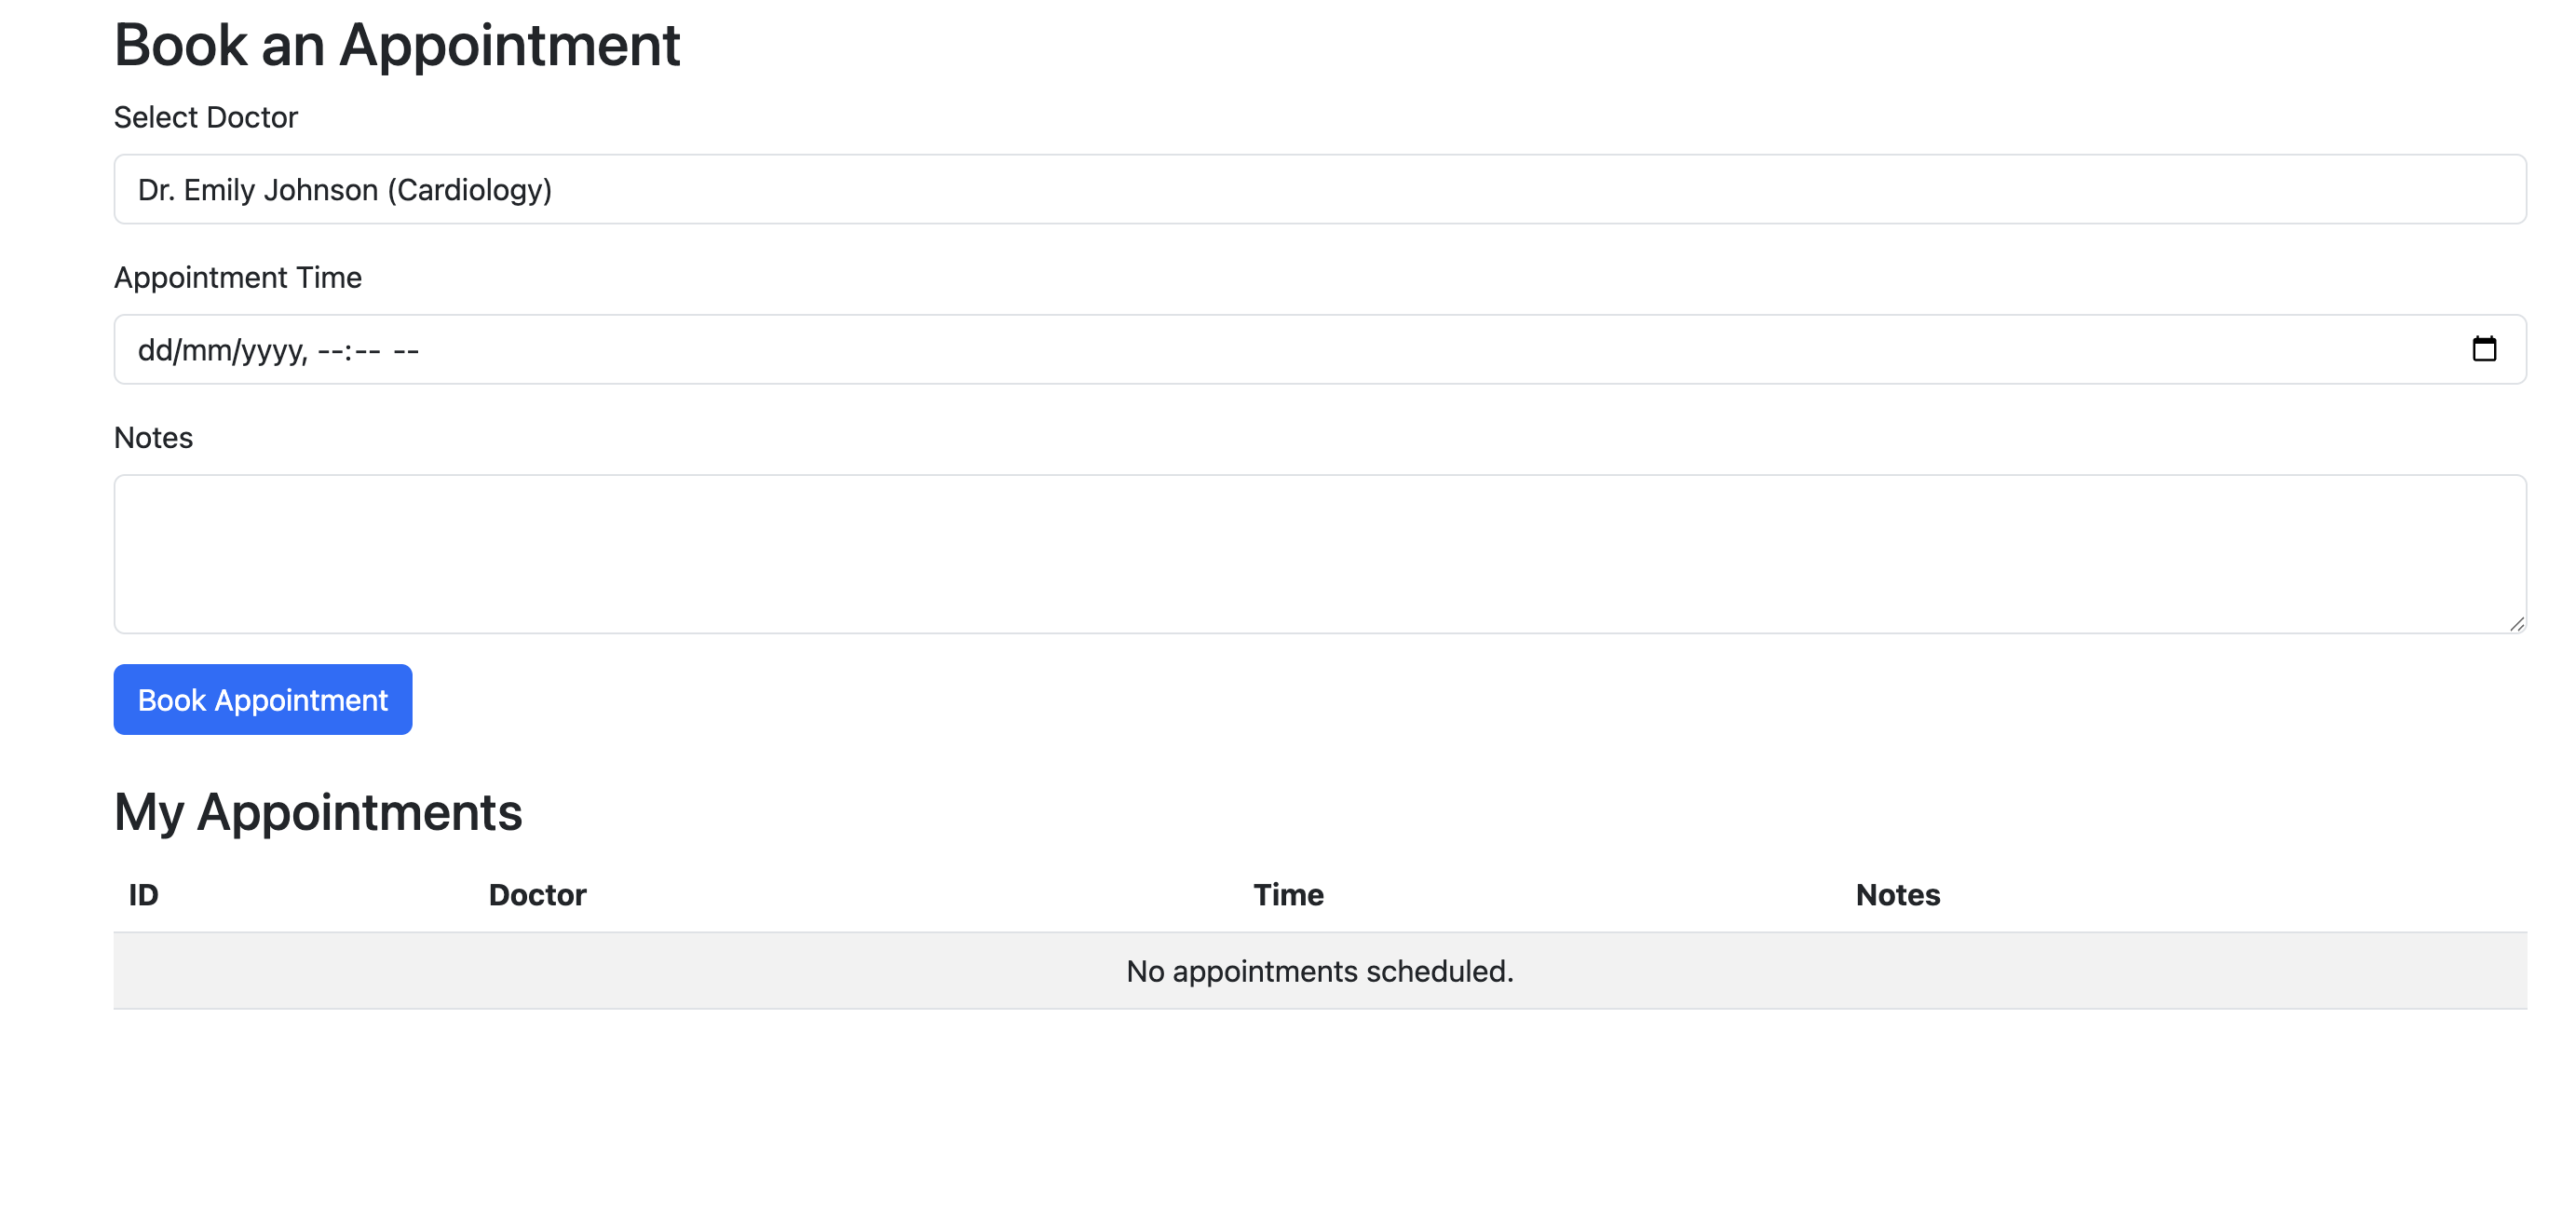 Book an Appointment
Select Doctor
Dr. Emily Johnson (Cardiology)
Appointment Time
dd/mm/yyyy, --:-- --
Notes
Book Appointment
My Appointments
ID Doctor Time Notes
No appointments scheduled.